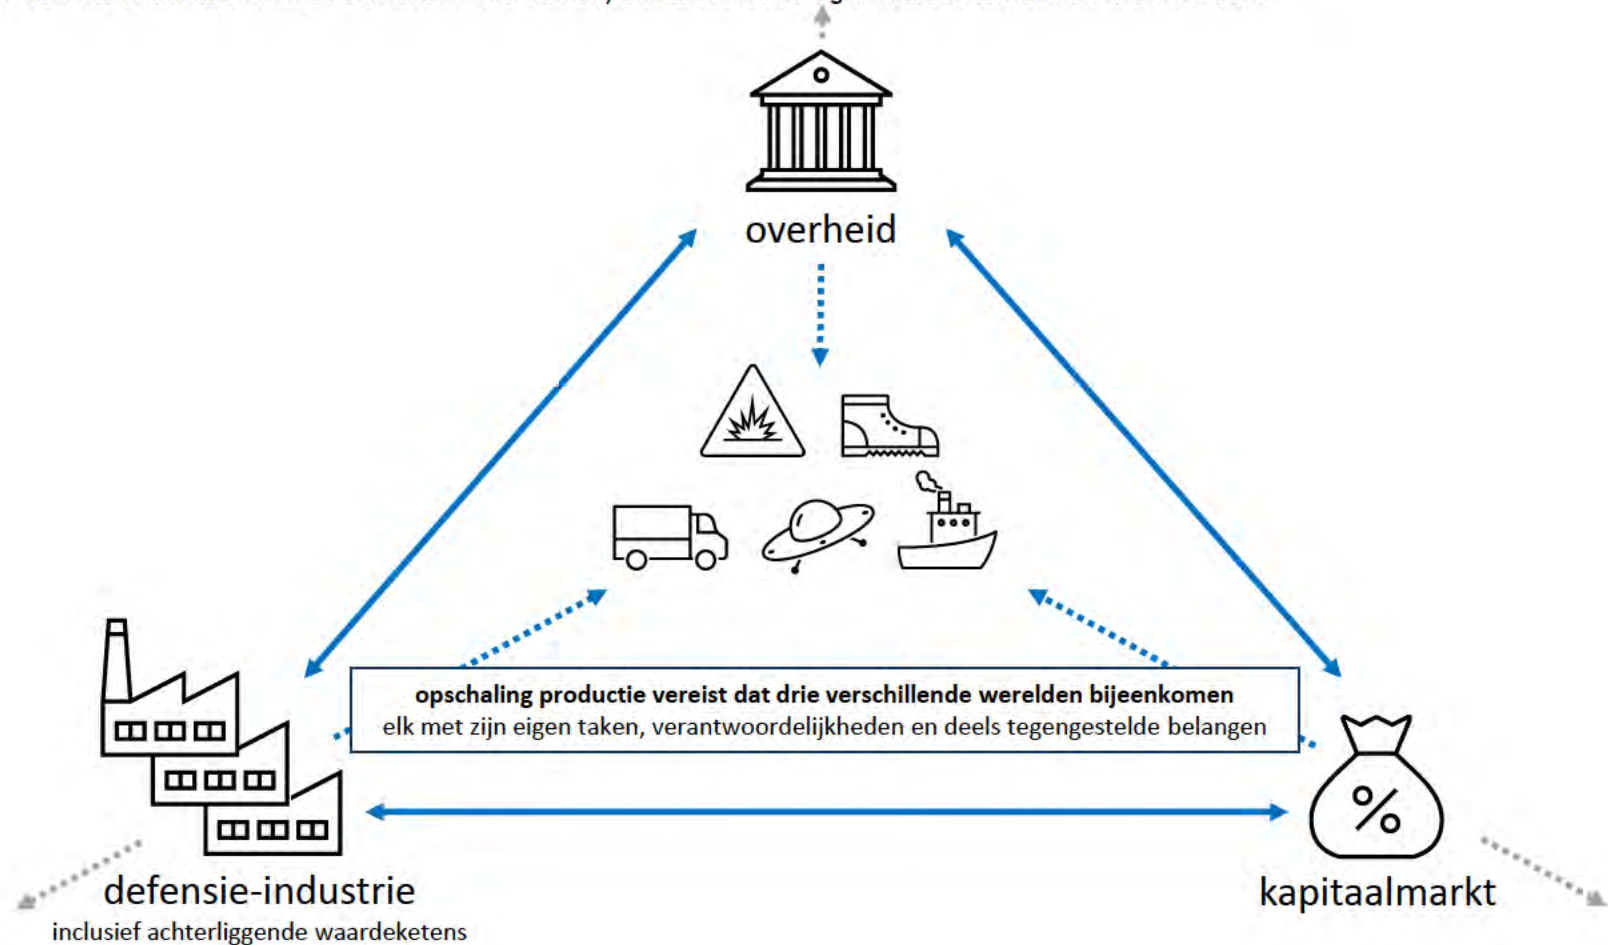 overheid
opschaling productie vereist dat drie verschillende werelden bijeenkomen
elk met zijn eigen taken, verantwoordelijkheden en deels tegengestelde belangen
%
defensie-industrie
inclusief achterliggende waardeketens
kapitaalmarkt